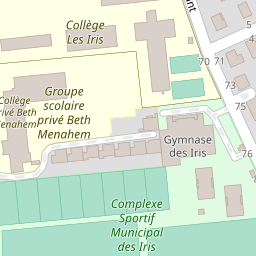 Collège
Les Iris
ont
70
71
73
75
76
Groupe
scolaire
privé Beth
Menahem
Collège
privé Beth
Menahem
Gymnase
des Iris
Complexe
Sportif
Municipal
des Iris